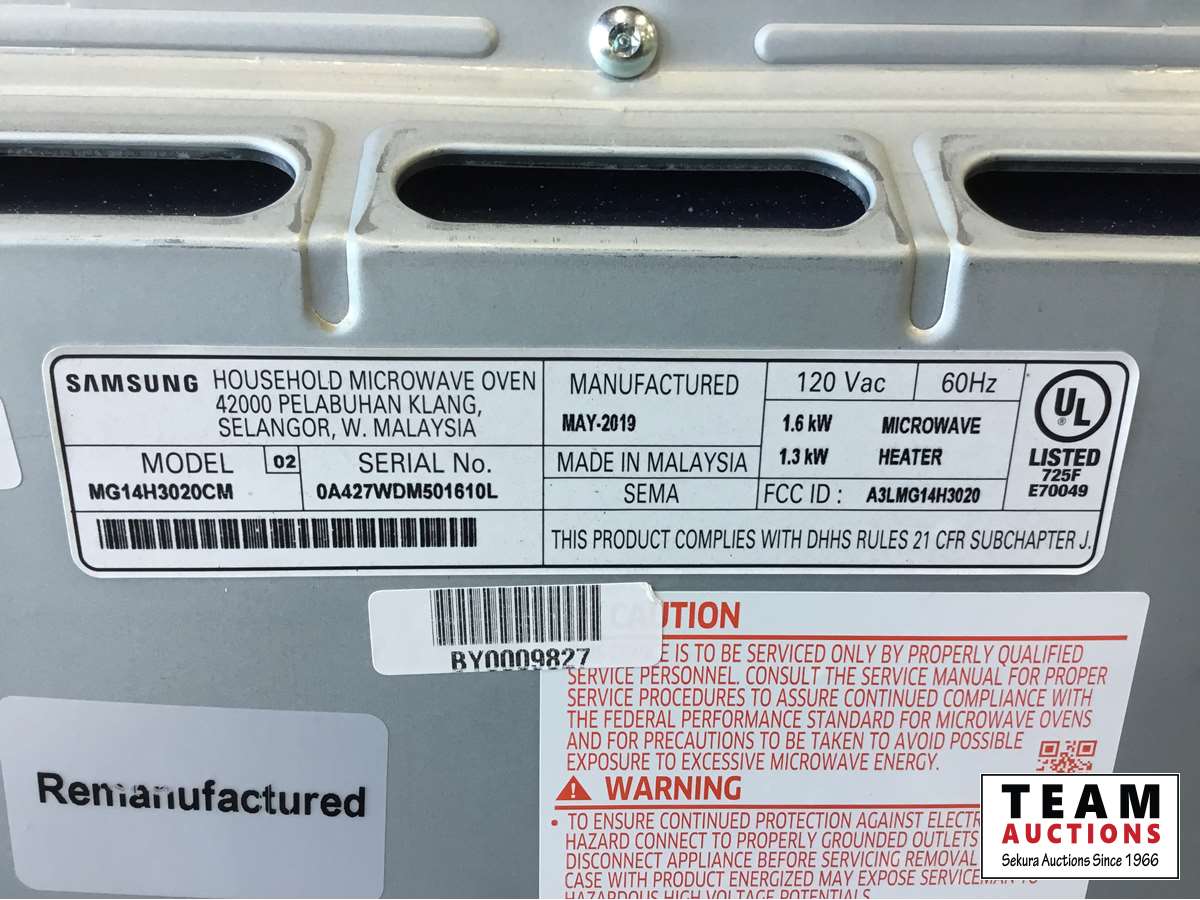 SAMSUNG HOUSEHOLD MICROWAVE OVEN
42000 PELABUHAN KLANG,
SELANGOR, W. MALAYSIA
MODEL 02
MG14H3020CM
SERIAL No.
0A427WDM501610L
MANUFACTURED
MAY-2019
MADE IN MALAYSIA
SEMA
120 Vac 60Hz
1.6 kW MICROWAVE
1.3 kW HEATER
FCC ID : A3LMG14H3020
UL ®
LISTED
725F
E70049
THIS PRODUCT COMPLIES WITH DHHS RULES 21 CFR SUBCHAPTER J.
BY0009827
CAUTION
IS TO BE SERVICED ONLY BY PROPERLY QUALIFIED
SERVICE PERSONNEL. CONSULT THE SERVICE MANUAL FOR PROPER
SERVICE PROCEDURES TO ASSURE CONTINUED COMPLIANCE WITH
THE FEDERAL PERFORMANCE STANDARD FOR MICROWAVE OVENS
AND FOR PRECAUTIONS TO BE TAKEN TO AVOID POSSIBLE
EXPOSURE TO EXCESSIVE MICROWAVE ENERGY.
WARNING
• TO ENSURE CONTINUED PROTECTION AGAINST
HAZARD CONNECT TO PROPERLY GROUNDED OUTLETS
DISCONNECT APPLIANCE BEFORE SERVICING REMOVAL
CASE WITH PRODUCT ENERGIZED MAY EXPOSE SERVICEMAN TO
HAZARDOUS HIGH VOLTAGE POTENTIALS
Remanufactured
TEAM
AUCTIONS
Sekura Auctions Since 1966